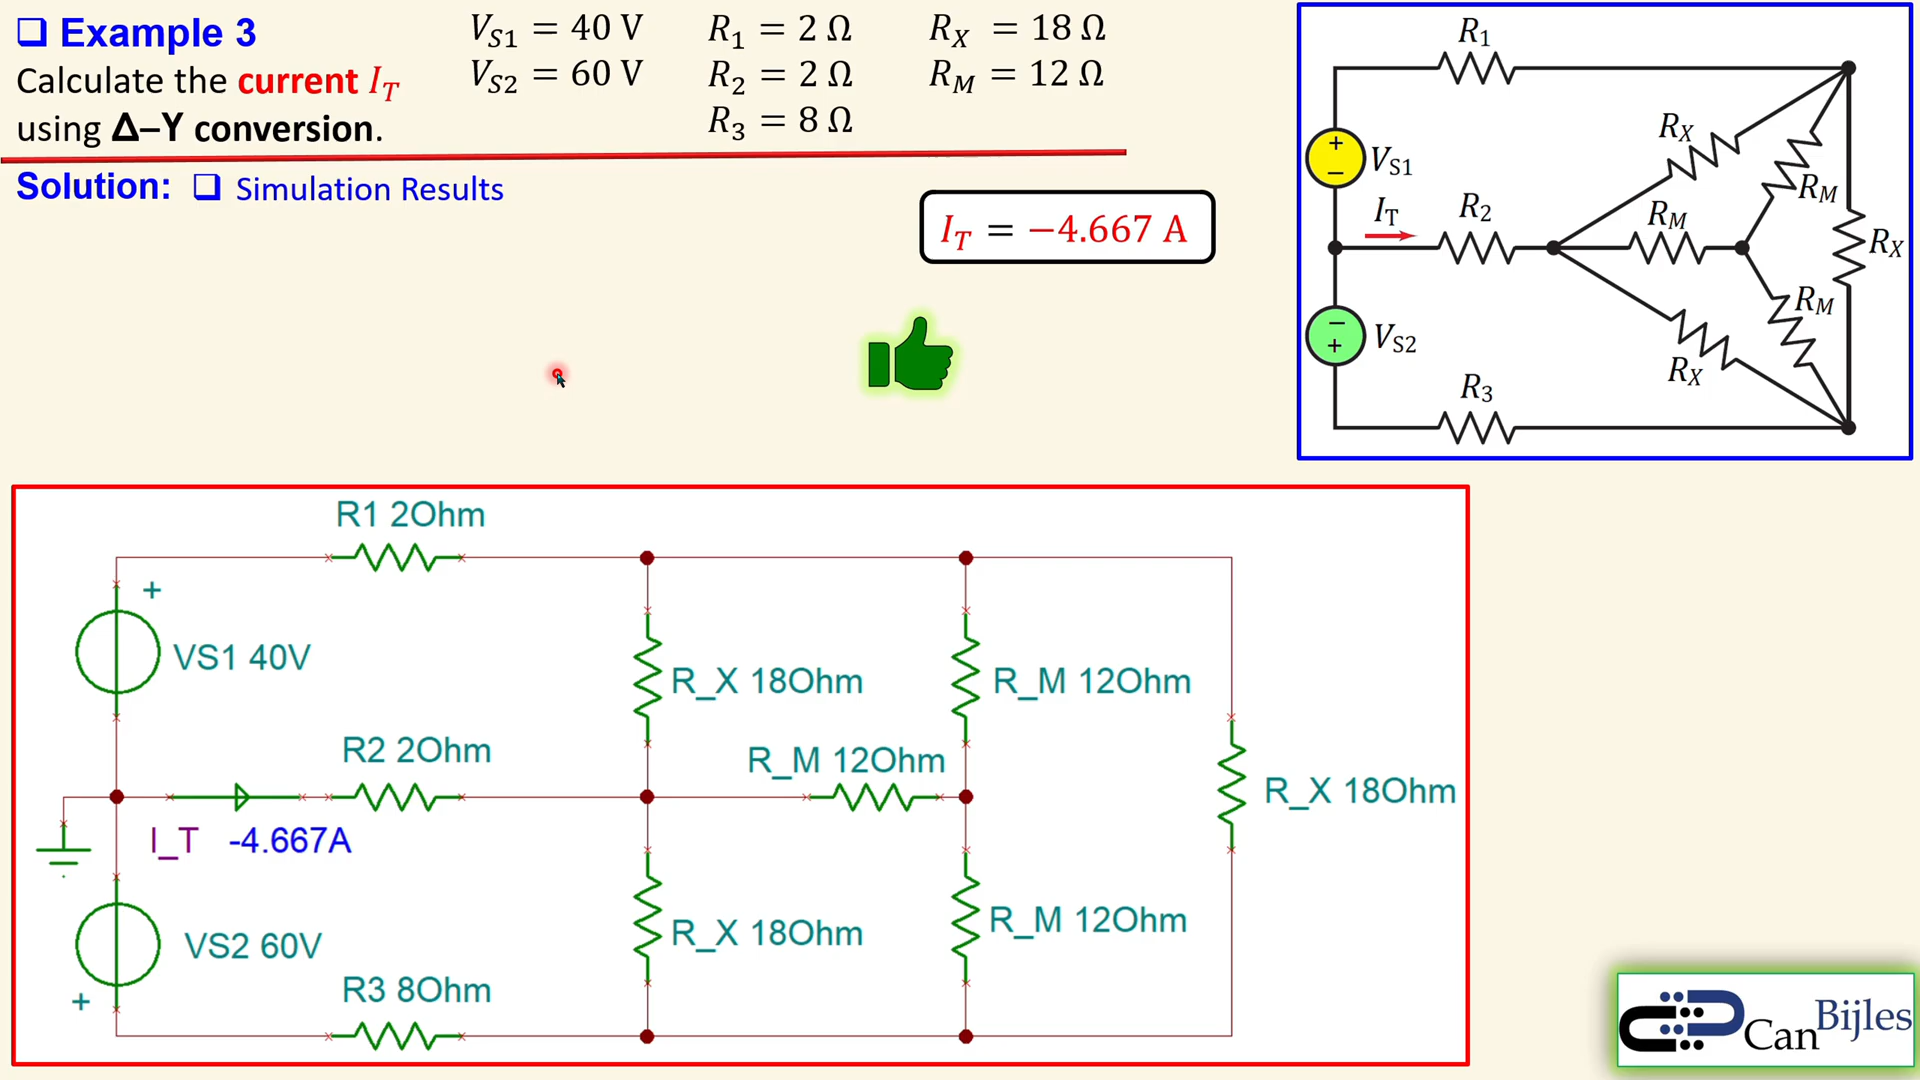 ❑ Example 3
Calculate the current I_T
using Δ–Y conversion.
V_S1 = 40 V
V_S2 = 60 V
R_1 = 2 Ω
R_2 = 2 Ω
R_3 = 8 Ω
R_X = 18 Ω
R_M = 12 Ω
Solution: ❑ Simulation Results
I_T = −4.667 A
R_1
R_X
+
−
V_S1
R_M
I_T
R_2
R_M
R_X
−
+
V_S2
R_M
R_X
R_3
R1 2Ohm
+
VS1 40V
R_X 18Ohm
R_M 12Ohm
R2 2Ohm
R_M 12Ohm
R_X 18Ohm
I_T -4.667A
R_X 18Ohm
R_M 12Ohm
VS2 60V
+
R3 8Ohm
CanBijles